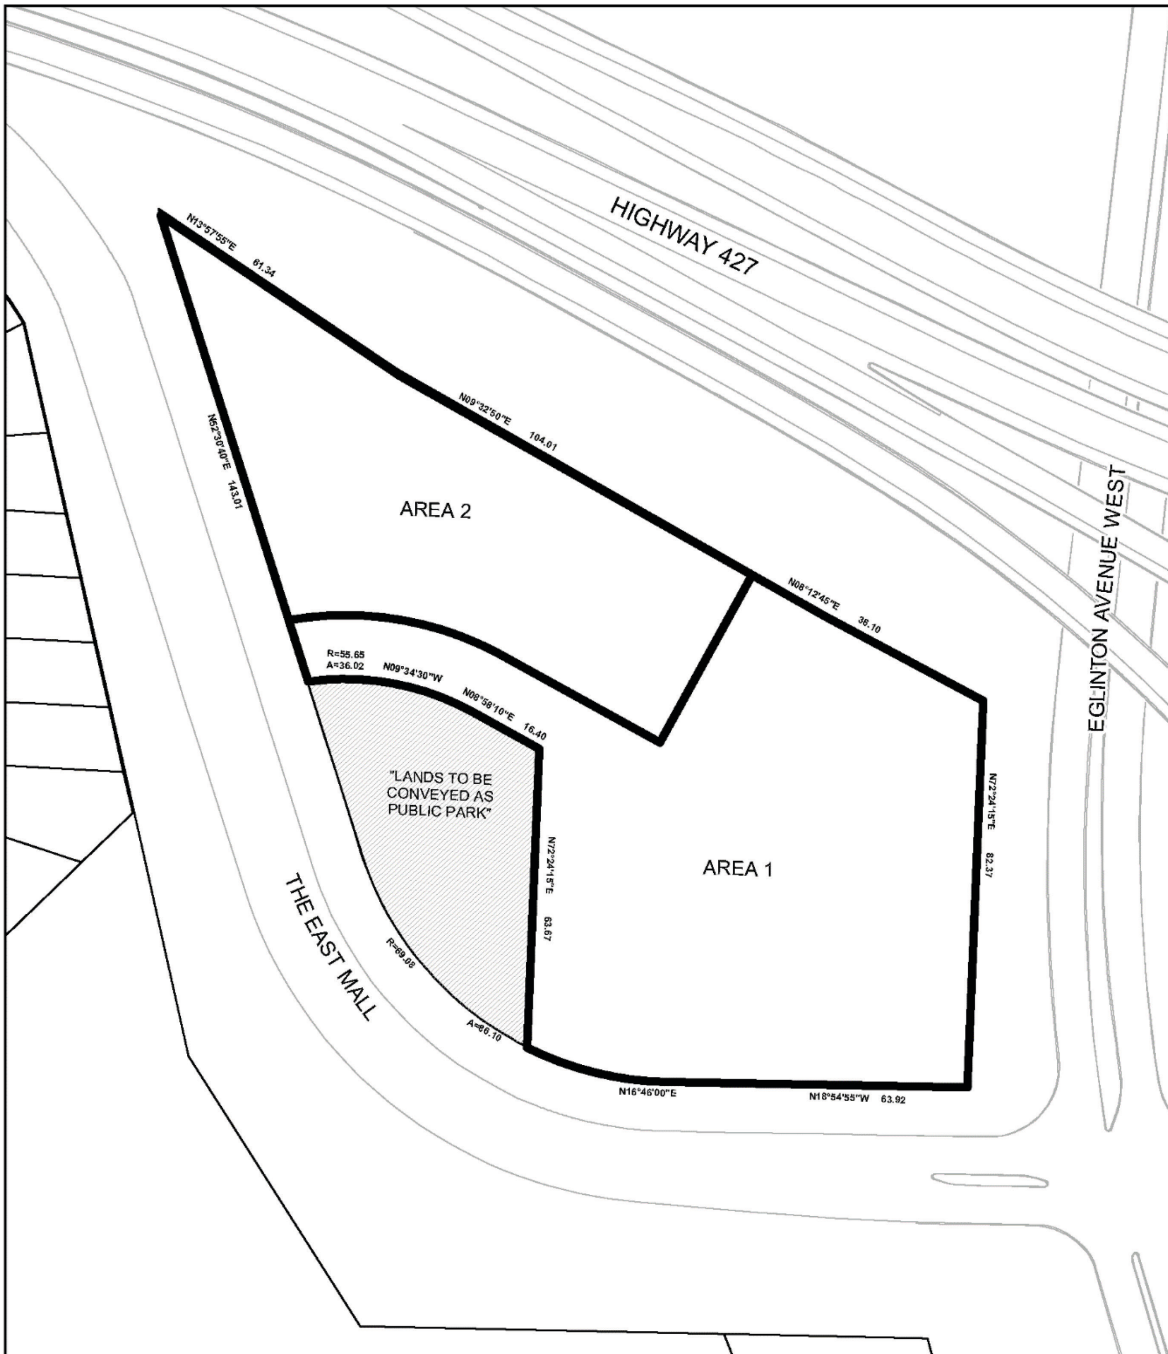 HIGHWAY 427
N13°57'55"E
61.34
N09°32'50"E
104.01
N52°30'40"E 143.01
AREA 2
N08°12'45"E
36.10
EGLINTON AVENUE WEST
R=55.65
A=36.02
N09°34'30"W
N08°58'10"E
16.40
"LANDS TO BE
CONVEYED AS
PUBLIC PARK"
N72°24'15"E
63.67
AREA 1
N72°24'15"E
82.37
THE EAST MALL
R=69.08
A=66.10
N16°46'00"E
N18°54'55"W 63.92